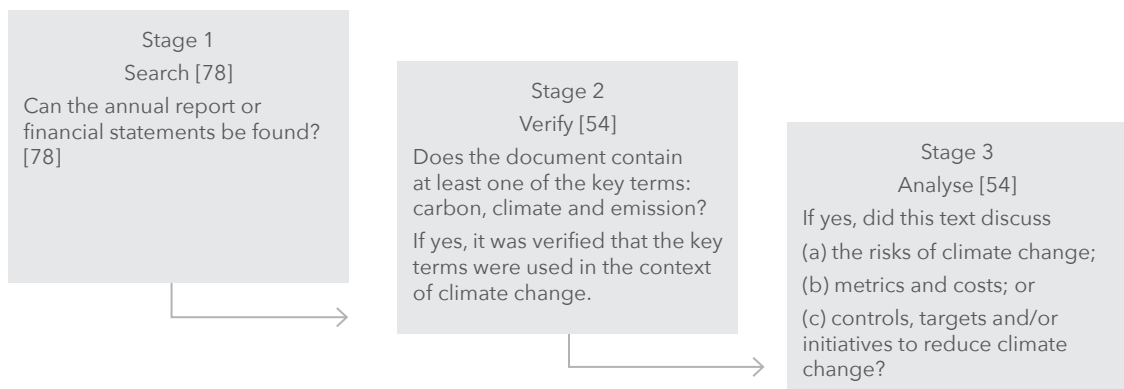 Stage 1
Search [78]
Can the annual report or
financial statements be found?
[78]
Stage 2
Verify [54]
Does the document contain
at least one of the key terms:
carbon, climate and emission?
If yes, it was verified that the key
terms were used in the context
of climate change.
Stage 3
Analyse [54]
If yes, did this text discuss
(a) the risks of climate change;
(b) metrics and costs; or
(c) controls, targets and/or
initiatives to reduce climate
change?